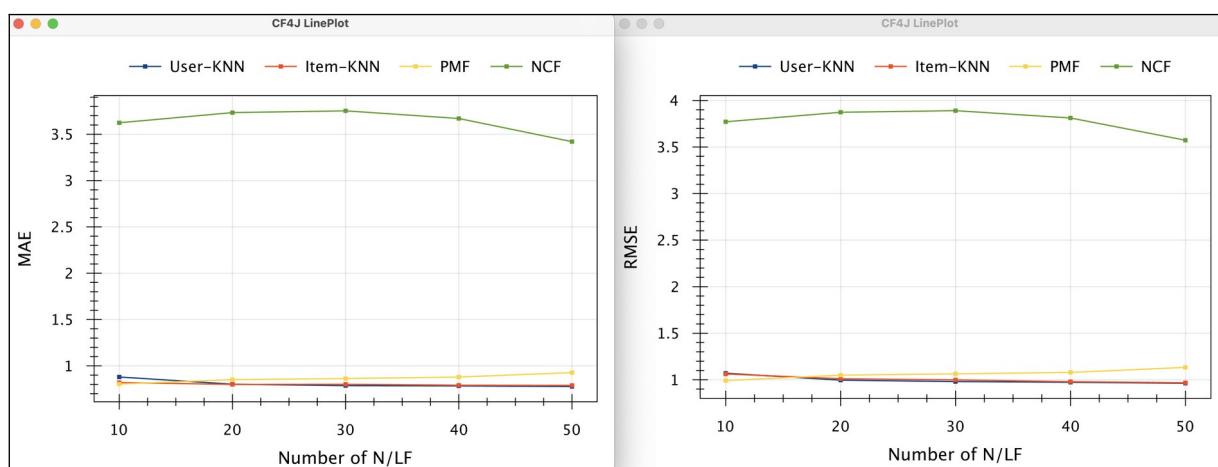 CF4J LinePlot
User-KNN Item-KNN PMF NCF
3.5
3
2.5
2
1.5
1
MAE
10 20 30 40 50
Number of N/LF
CF4J LinePlot
User-KNN Item-KNN PMF NCF
4
3.5
3
2.5
2
1.5
1
RMSE
10 20 30 40 50
Number of N/LF